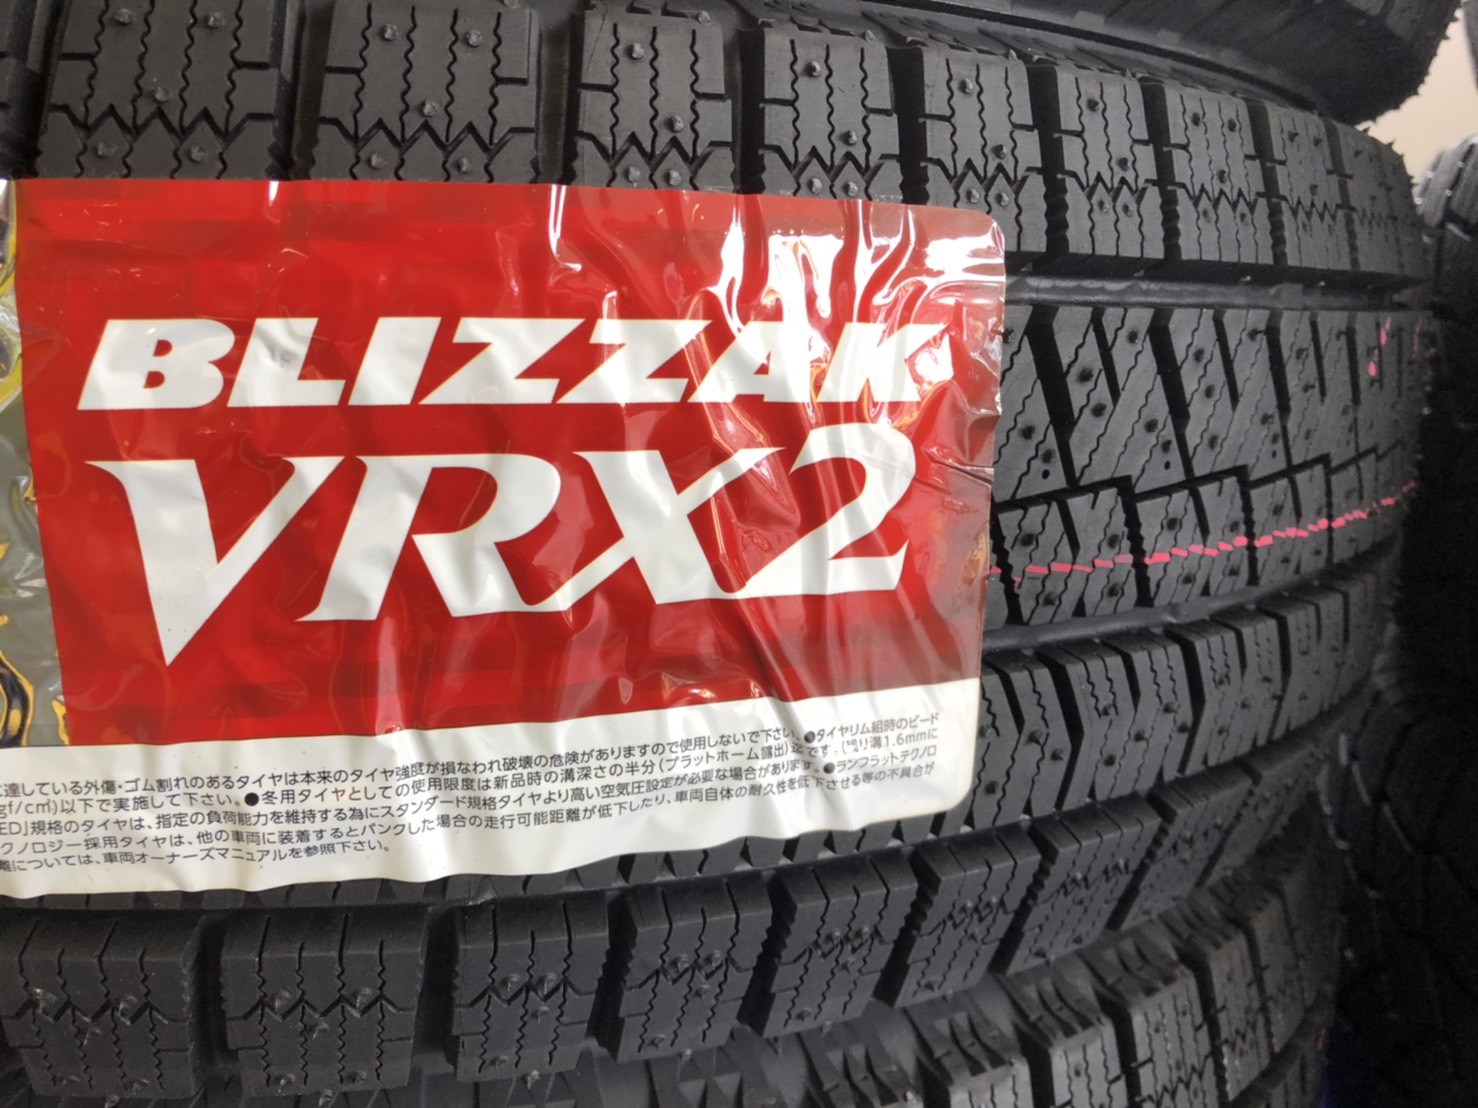 BLIZZAK
VRX2
に達している外傷・ゴム割れのあるタイヤは本来のタイヤ強度が損なわれ破壊の危険がありますので使用しないで下さい。●タイヤリム組時のビード
gf/cm²)以下で実施して下さい。●冬用タイヤとしての使用限度は新品時の溝深さの半分(プラットホーム露出)迄です。(残り溝1.6mmに
ED」規格のタイヤは、指定の負荷能力を維持する為にスタンダード規格タイヤより高い空気圧設定が必要な場合があります。●ランフラットテクノロ
クノロジー採用タイヤは、他の車両に装着するとパンクした場合の走行可能距離が低下したり、車両自体の耐久性を低下させる等の不具合が
離については、車両オーナーズマニュアルを参照下さい。